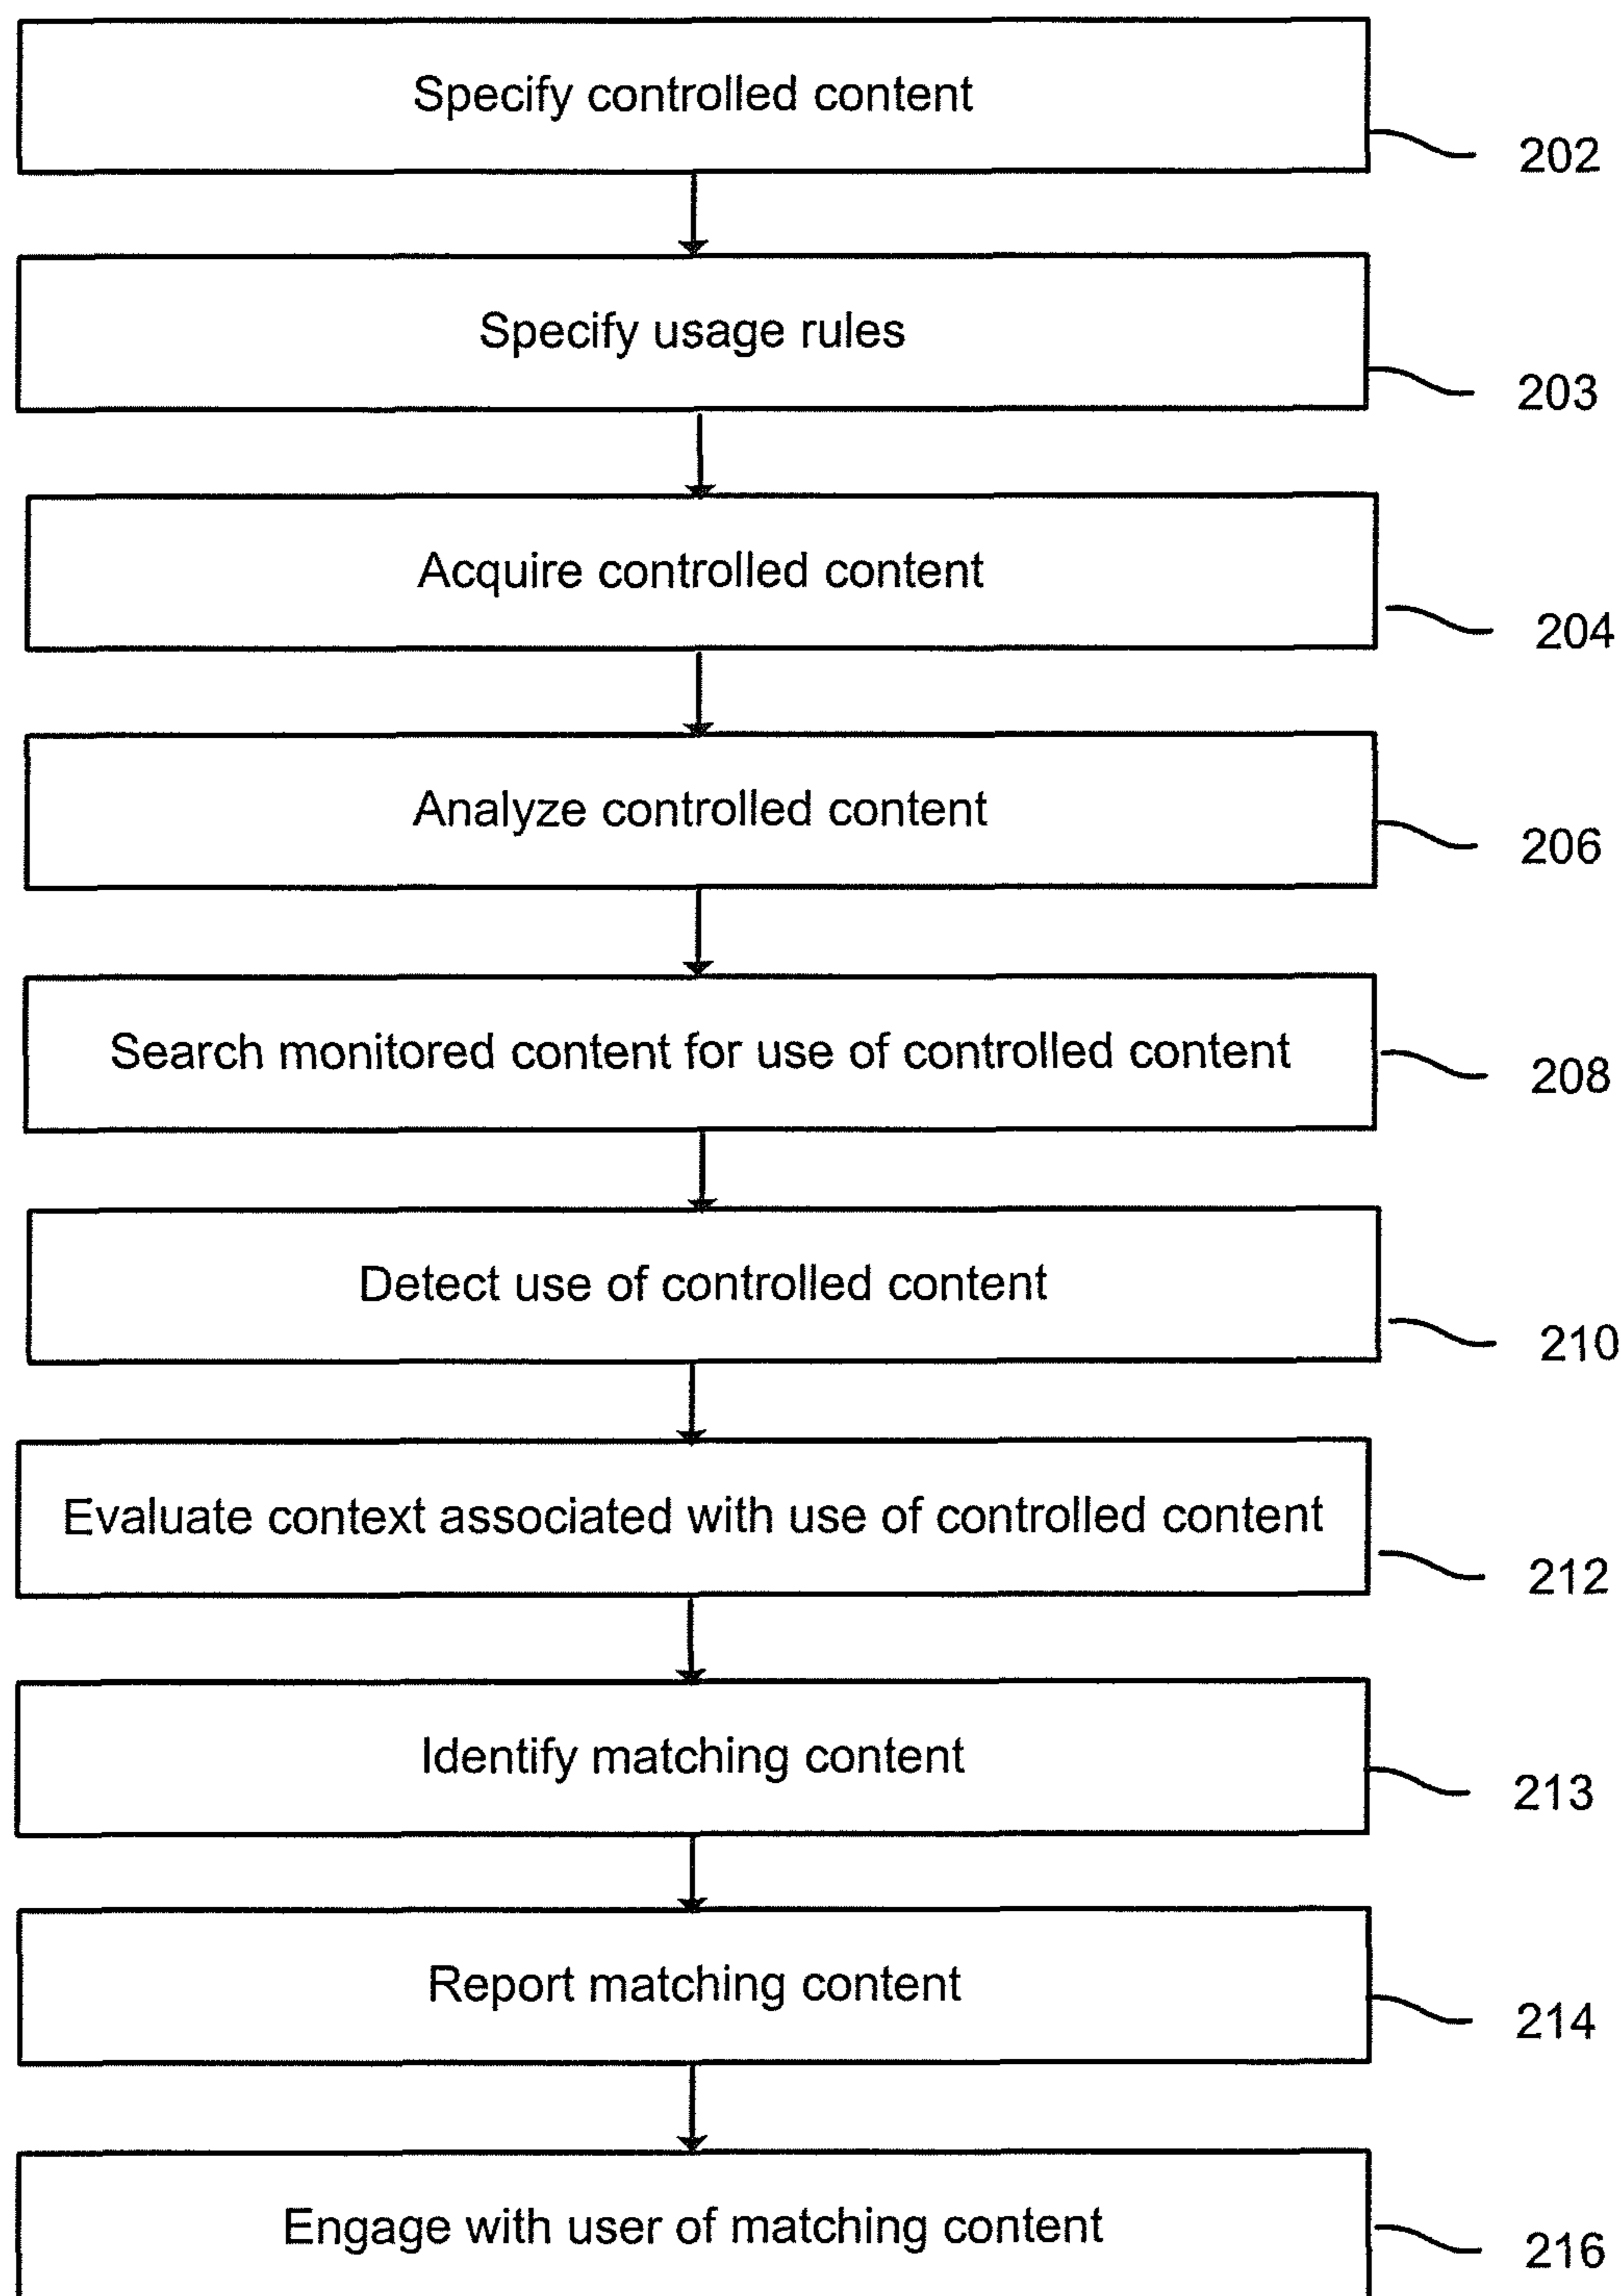 Specify controlled content
202
Specify usage rules
203
Acquire controlled content
204
Analyze controlled content
206
Search monitored content for use of controlled content
208
Detect use of controlled content
210
Evaluate context associated with use of controlled content
212
Identify matching content
213
Report matching content
214
Engage with user of matching content
216